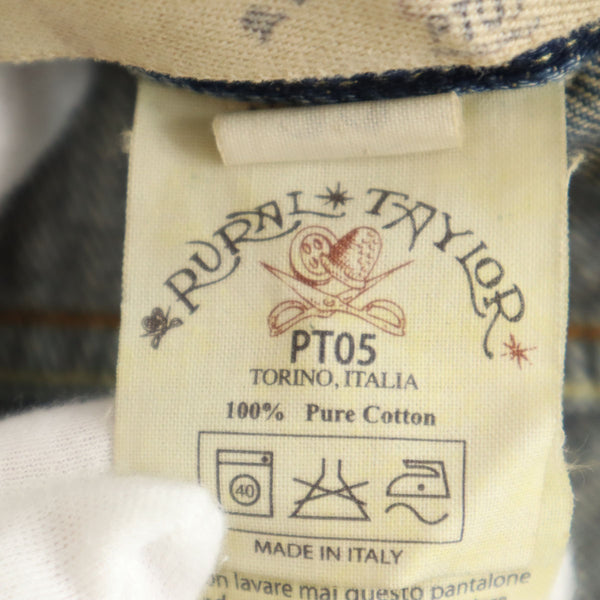 RURAL TAYLOR
PT05
TORINO, ITALIA
100% Pure Cotton
40
MADE IN ITALY
lavare mai questo pantalone